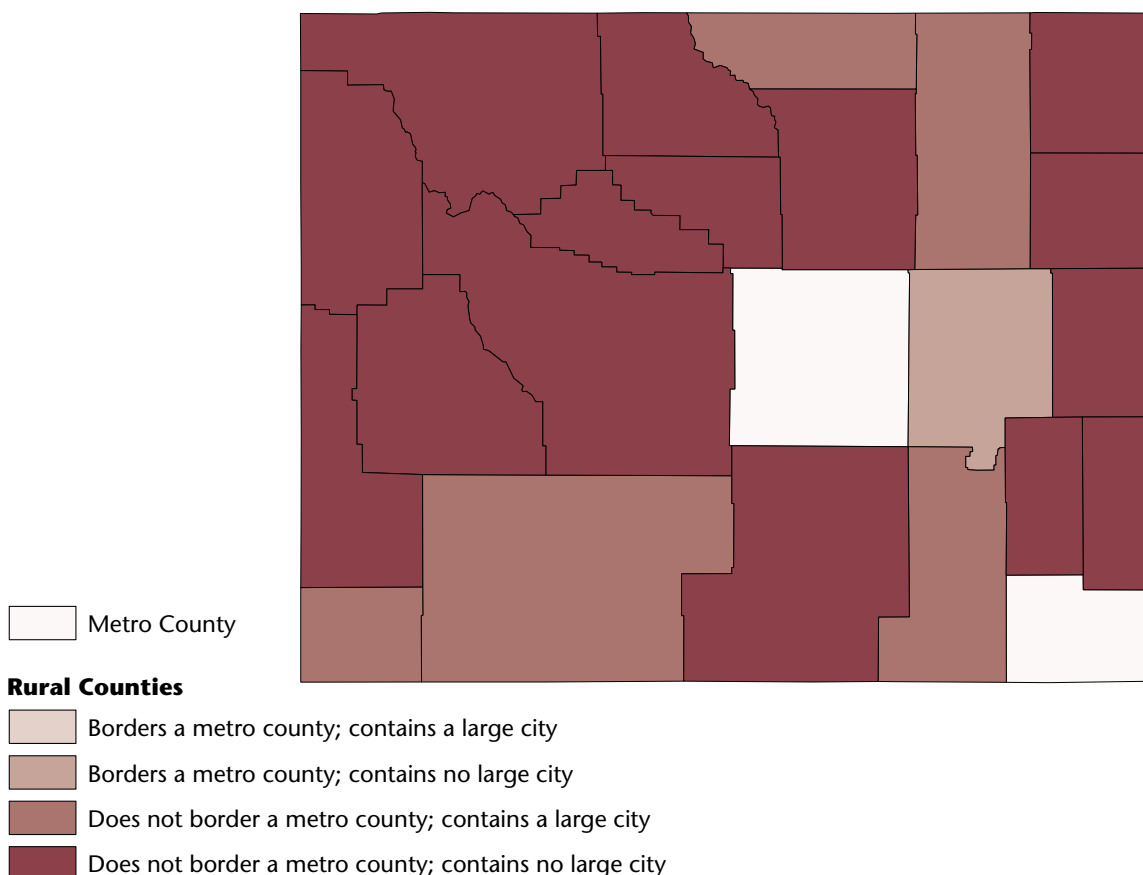 Metro County
Rural Counties
Borders a metro county; contains a large city
Borders a metro county; contains no large city
Does not border a metro county; contains a large city
Does not border a metro county; contains no large city